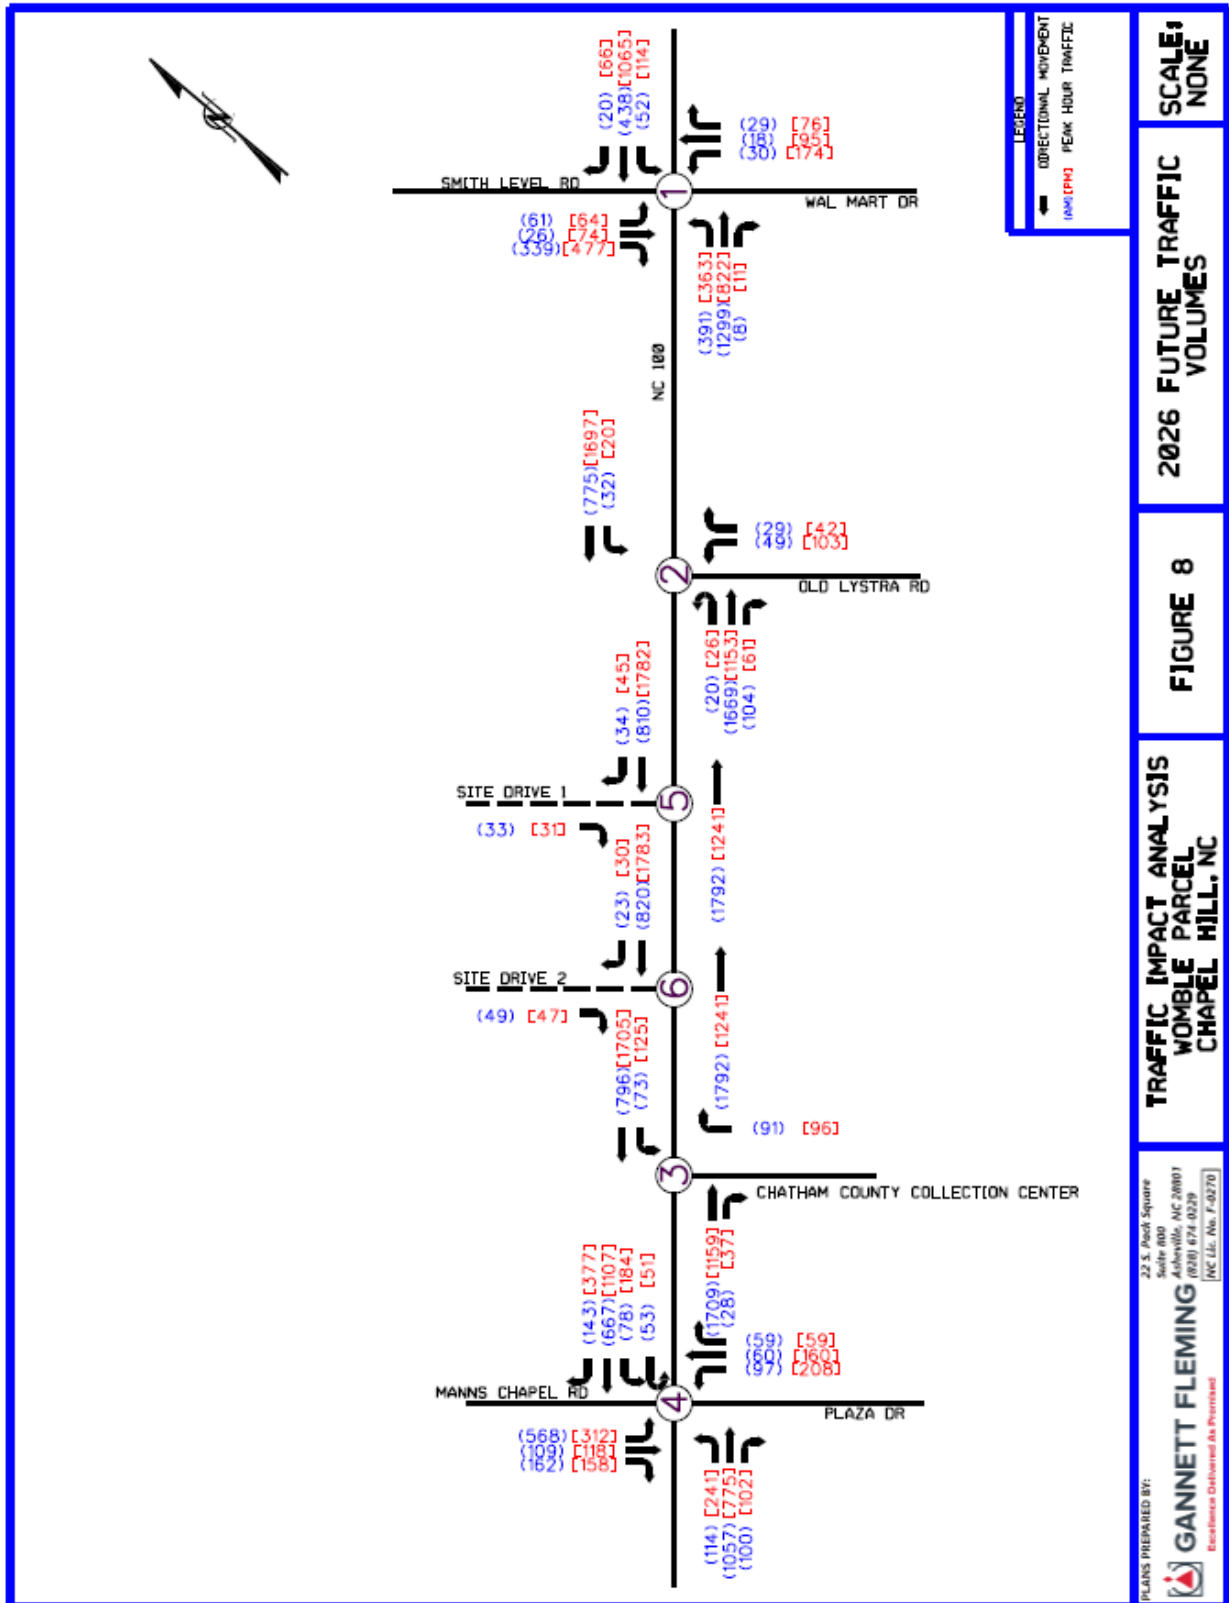 (20) [66]
(438)[1065]
(52) [114]
(29) [76]
(18) [95]
(30) [174]
SMITH LEVEL RD
1
WAL MART DR
(61) [64]
(26) [74]
(339)[477]
(391) [363]
(1299)[822]
(8) [11]
NC 100
(775)[1697]
(32) [20]
(29) [42]
(49) [103]
2
OLD LYSTRA RD
(20) [26]
(1669)[1153]
(104) [61]
(34) [45]
(810)[1782]
SITE DRIVE 1
5
(33) [31]
(1792) [1241]
(23) [30]
(820)[1783]
SITE DRIVE 2
6
(49) [47]
(1792) [1241]
(796)[1705]
(73) [125]
(91) [96]
3
CHATHAM COUNTY COLLECTION CENTER
(1709)[1159]
(28) [37]
(143) [377]
(667)[1107]
(78) [184]
(53) [51]
(59) [59]
(60) [160]
(97) [208]
MANNS CHAPEL RD
4
PLAZA DR
(568)[312]
(109) [118]
(162) [158]
(114) [241]
(1057)[775]
(100) [102]
LEGEND
DIRECTIONAL MOVEMENT
(AM)[PM] PEAK HOUR TRAFFIC
PLANS PREPARED BY:
GANNETT FLEMING
Excellence Delivered As Promised
22 S. Pack Square
Suite 800
Asheville, NC 28801
(828) 674-0229
NC Lic. No. F-0270
TRAFFIC IMPACT ANALYSIS
WOMBLE PARCEL
CHAPEL HILL, NC
FIGURE 8
2026 FUTURE TRAFFIC
VOLUMES
SCALE:
NONE